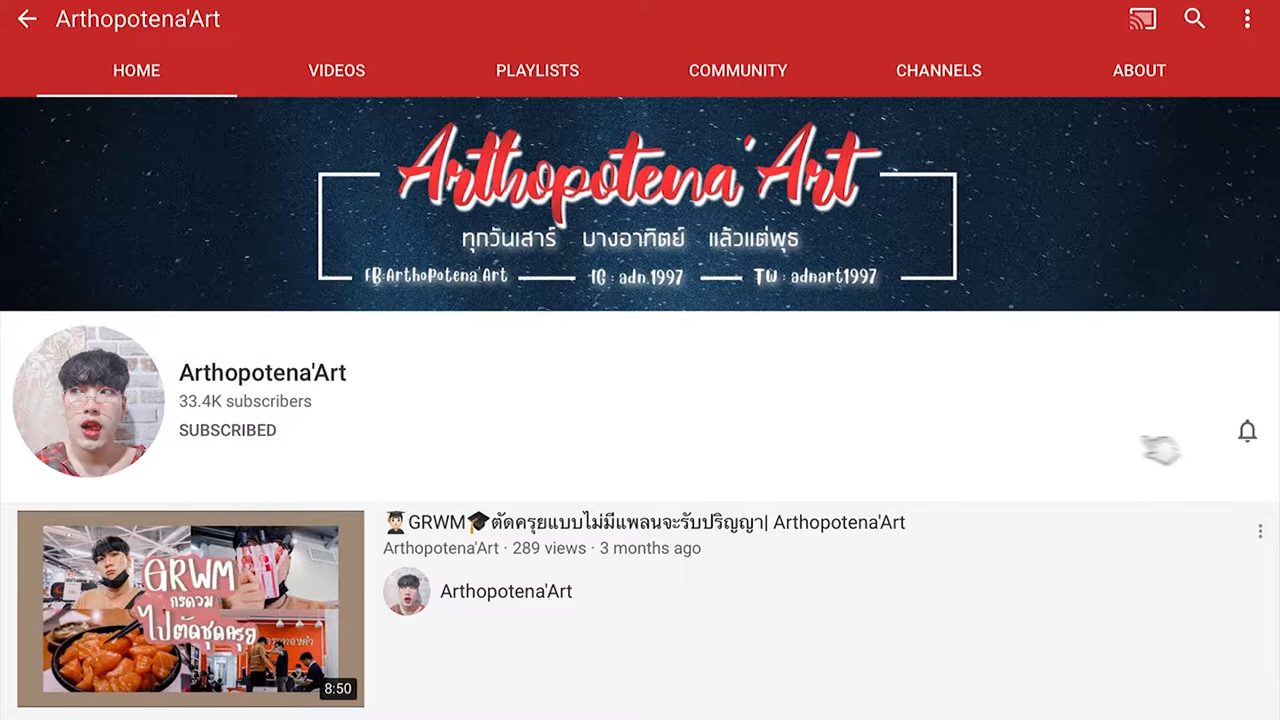 Arthopotena'Art
HOME VIDEOS PLAYLISTS COMMUNITY CHANNELS ABOUT
Arthopotena'Art
ทุกวันเสาร์ บางอาทิตย์ แล้วแต่พุธ
FB:ArthoPotena'Art IG : adn.1997 TW : adnart1997
Arthopotena'Art
33.4K subscribers
SUBSCRIBED
GRWM ตัดครุยแบบไม่มีแพลนจะรับปริญญา| Arthopotena'Art
Arthopotena'Art · 289 views · 3 months ago
Arthopotena'Art
GRWM
กรดวม
ไปตัดชุดครุย
8:50